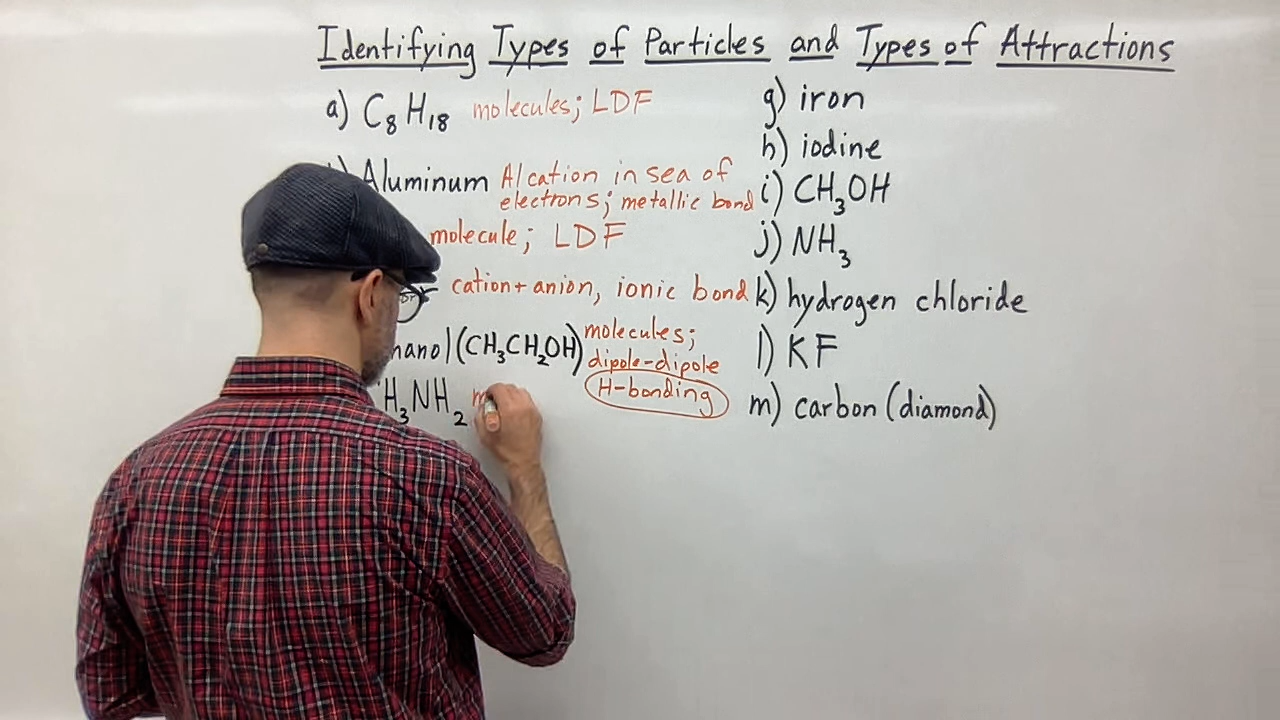 Identifying Types of Particles and Types of Attractions
a) C₈H₁₈ molecules; LDF
Aluminum Al cation in sea of
electrons; metallic bond
molecule; LDF
cation + anion, ionic bond
(CH₃CH₂OH) molecules;
dipole-dipole
H-bonding
H₃NH₂
g) iron
h) iodine
i) CH₃OH
j) NH₃
k) hydrogen chloride
l) KF
m) carbon (diamond)